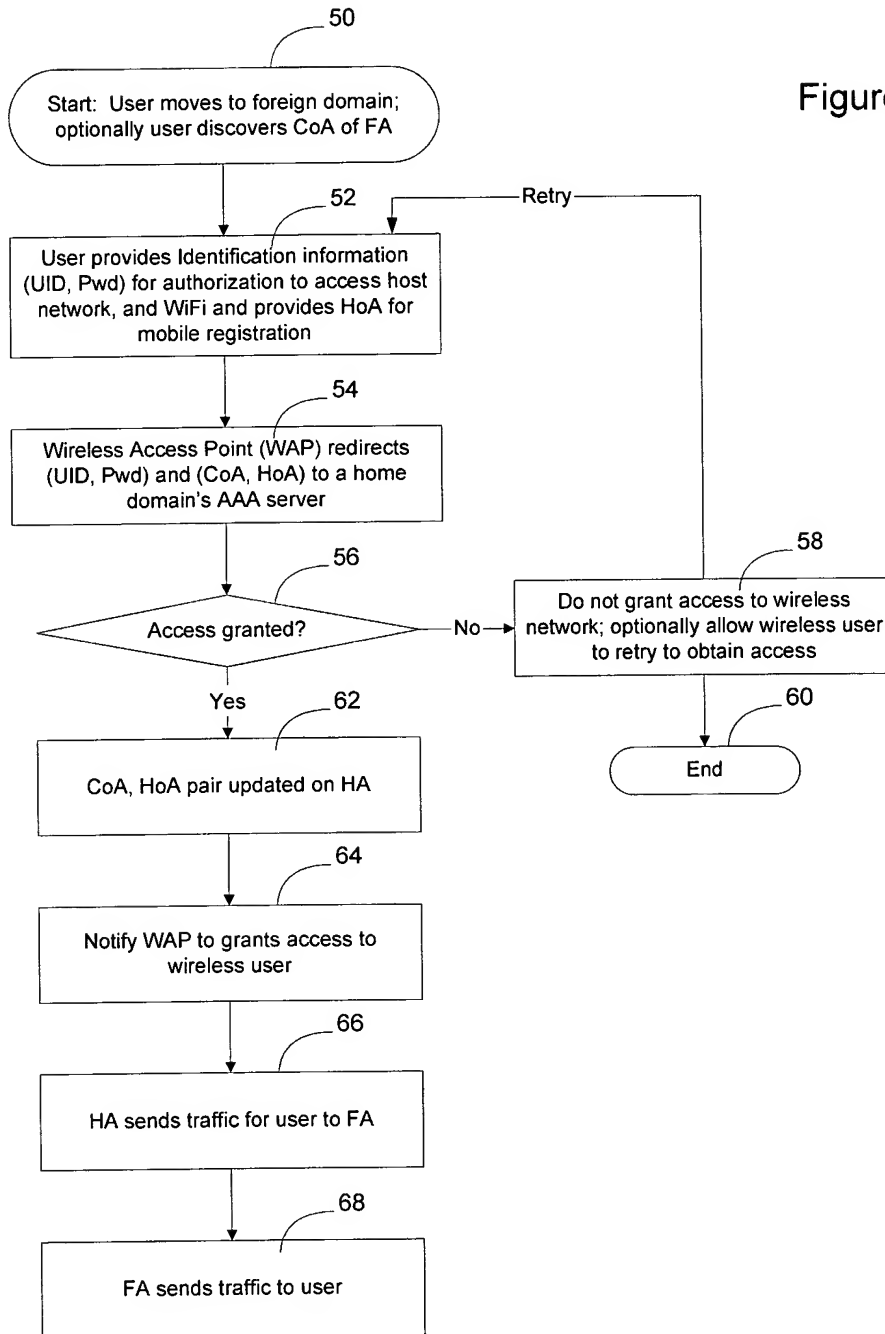 50
Start: User moves to foreign domain;
optionally user discovers CoA of FA
Figure
52
Retry
User provides Identification information
(UID, Pwd) for authorization to access host
network, and WiFi and provides HoA for
mobile registration
54
Wireless Access Point (WAP) redirects
(UID, Pwd) and (CoA, HoA) to a home
domain's AAA server
56
Access granted?
No
58
Do not grant access to wireless
network; optionally allow wireless user
to retry to obtain access
Yes
60
End
62
CoA, HoA pair updated on HA
64
Notify WAP to grants access to
wireless user
66
HA sends traffic for user to FA
68
FA sends traffic to user